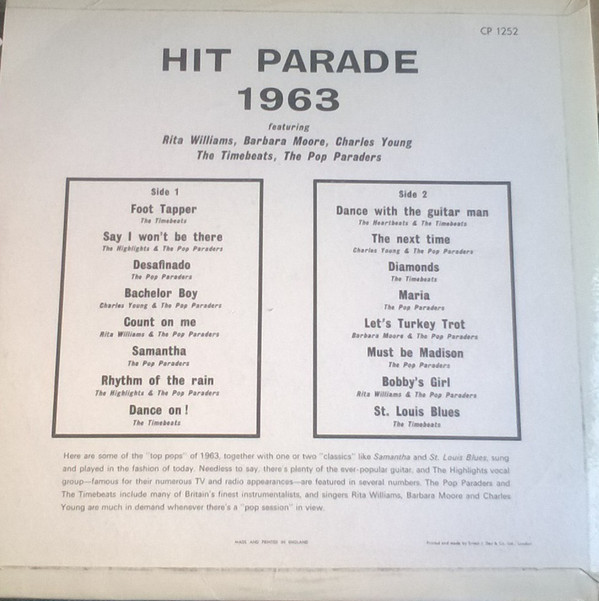 CP 1252
HIT PARADE
1963
featuring
Rita Williams, Barbara Moore, Charles Young
The Timebeats, The Pop Paraders
Side 1
Foot Tapper
The Timebeats
Say I won't be there
The Highlights & The Pop Paraders
Desafinado
The Pop Paraders
Bachelor Boy
Charles Young & The Pop Paraders
Count on me
Rita Williams & The Pop Paraders
Samantha
The Pop Paraders
Rhythm of the rain
The Highlights & The Pop Paraders
Dance on!
The Timebeats
Side 2
Dance with the guitar man
The Heartbeats & The Timebeats
The next time
Charles Young & The Pop Paraders
Diamonds
The Timebeats
Maria
The Pop Paraders
Let's Turkey Trot
Barbara Moore & The Pop Paraders
Must be Madison
The Pop Paraders
Bobby's Girl
Rita Williams & The Pop Paraders
St. Louis Blues
The Timebeats
Here are some of the "top pops" of 1963, together with one or two "classics" like Samantha and St. Louis Blues, sung
and played in the fashion of today. Needless to say, there's plenty of the ever-popular guitar, and The Highlights vocal
group—famous for their numerous TV and radio appearances—are featured in several numbers. The Pop Paraders and
The Timebeats include many of Britain's finest instrumentalists, and singers Rita Williams, Barbara Moore and Charles
Young are much in demand whenever there's a "pop session" in view.
MADE AND PRINTED IN ENGLAND
Printed and made by Ernest J. Day & Co. Ltd., London